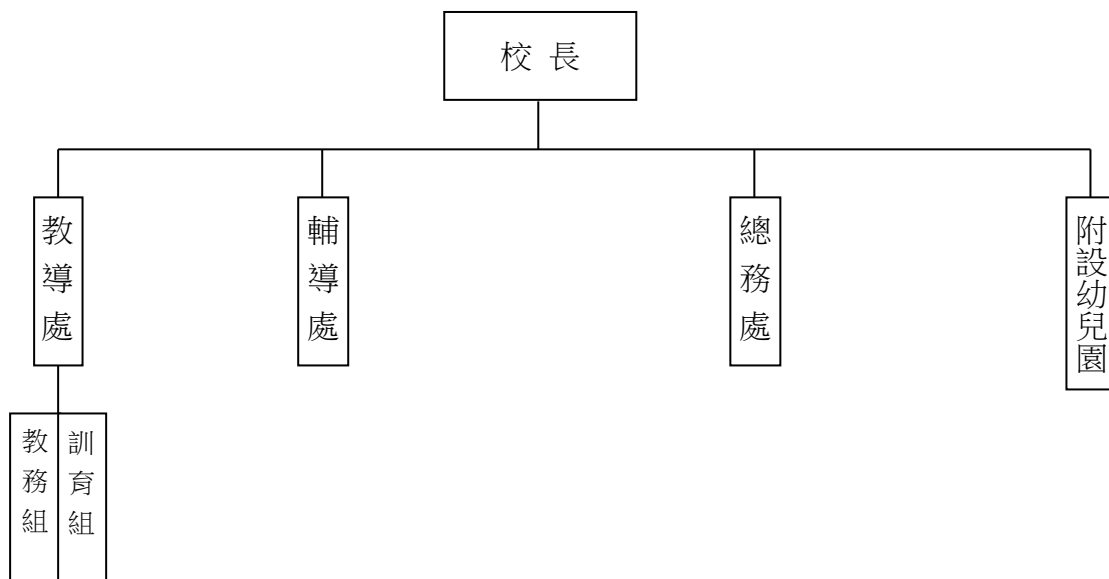 校長
教導處
輔導處
總務處
附設幼兒園
教務組
訓育組